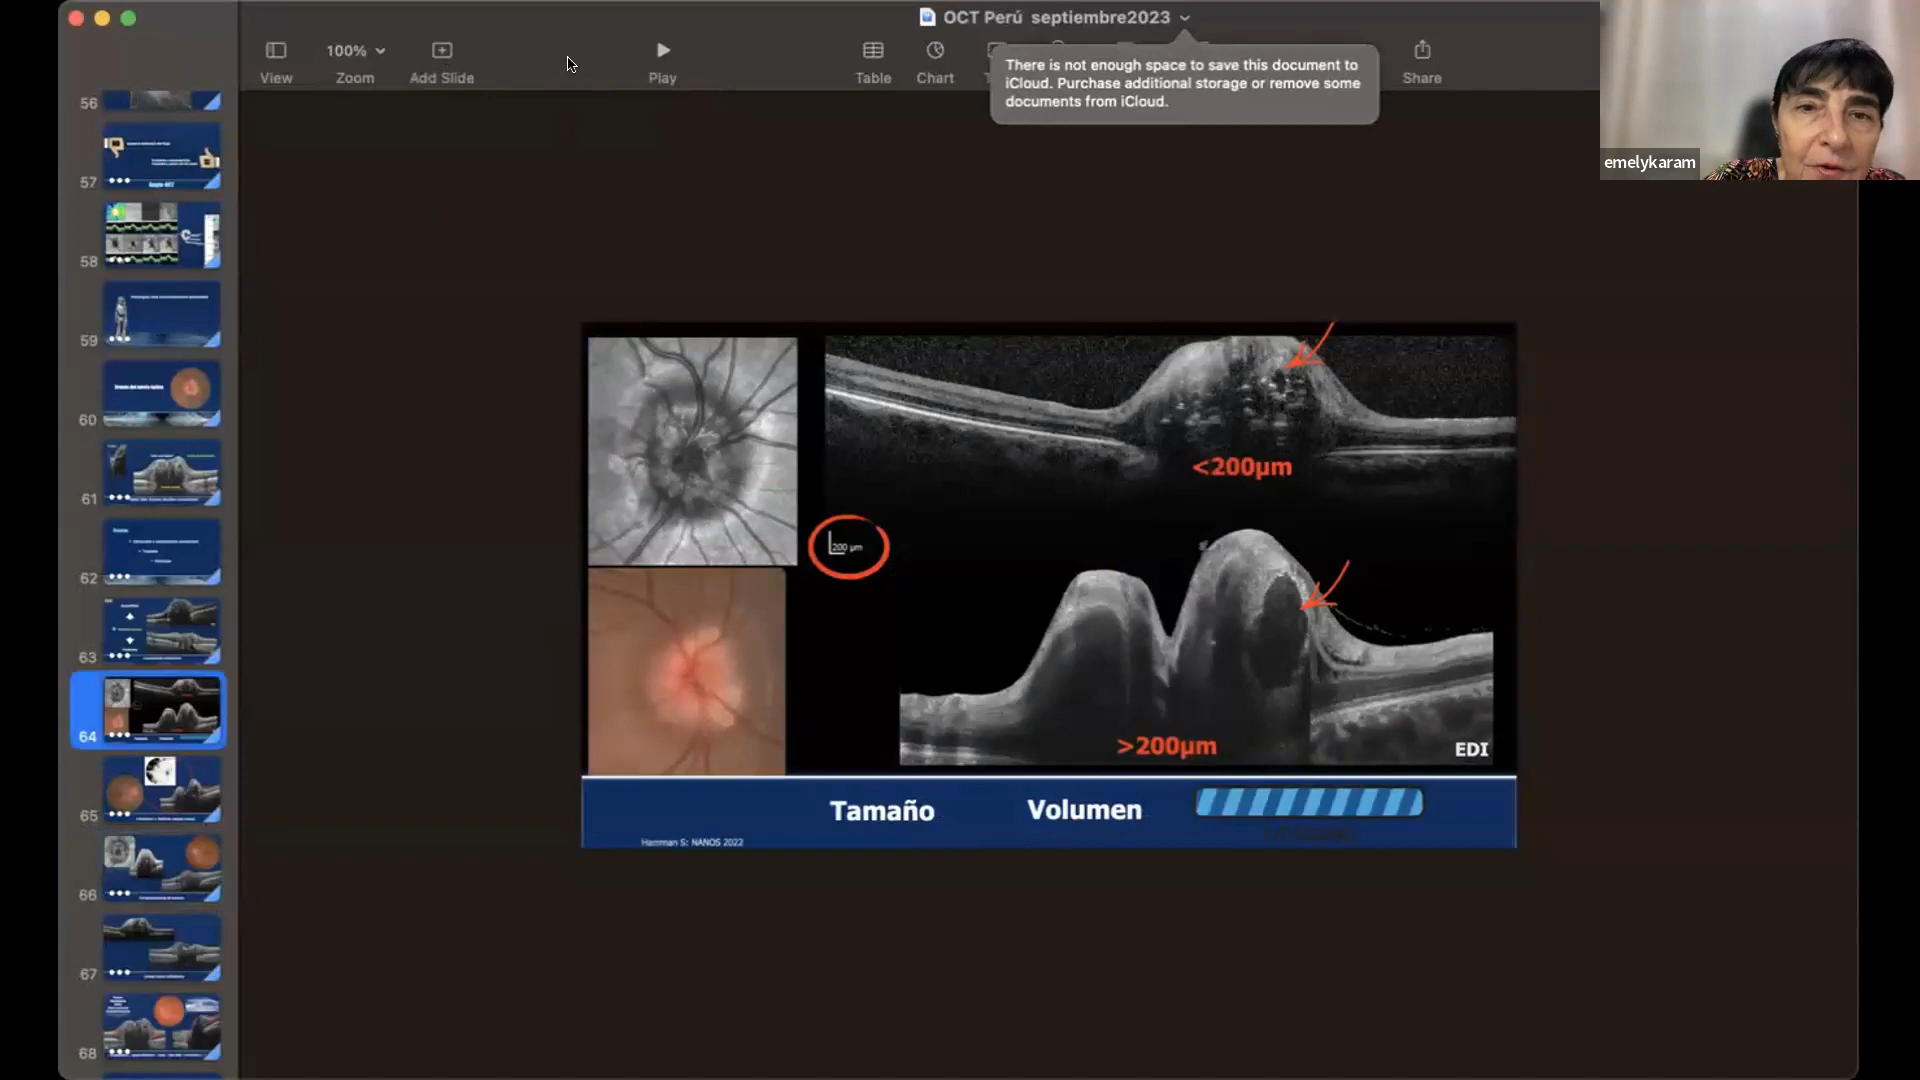 OCT Perú septiembre2023
100%
View
Zoom
Add Slide
Play
Table
Chart
Share
There is not enough space to save this document to
iCloud. Purchase additional storage or remove some
documents from iCloud.
emelykaram
56
57
58
59
60
61
62
63
64
65
66
67
68
<200µm
200 µm
>200µm
EDI
Tamaño
Volumen
Hamman S: NANOS 2022